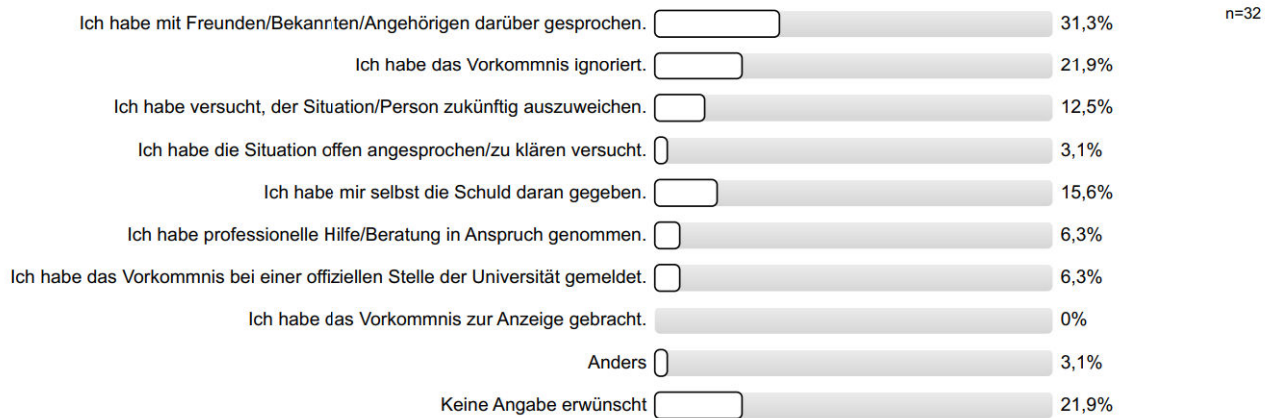 Ich habe mit Freunden/Bekannten/Angehörigen darüber gesprochen. 31,3% n=32
Ich habe das Vorkommnis ignoriert. 21,9%
Ich habe versucht, der Situation/Person zukünftig auszuweichen. 12,5%
Ich habe die Situation offen angesprochen/zu klären versucht. 3,1%
Ich habe mir selbst die Schuld daran gegeben. 15,6%
Ich habe professionelle Hilfe/Beratung in Anspruch genommen. 6,3%
Ich habe das Vorkommnis bei einer offiziellen Stelle der Universität gemeldet. 6,3%
Ich habe das Vorkommnis zur Anzeige gebracht. 0%
Anders 3,1%
Keine Angabe erwünscht 21,9%